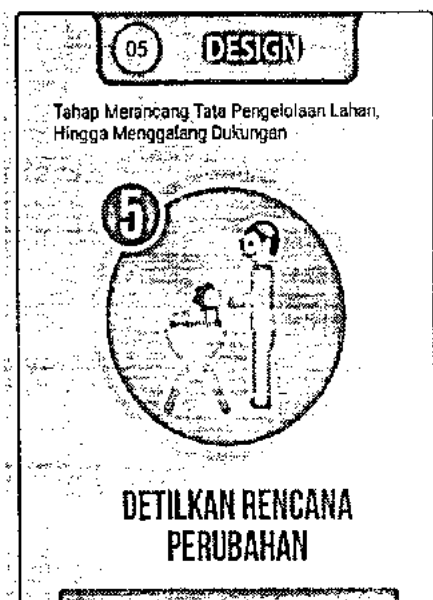 05 DESIGN
Tahap Merancang Tata Pengelolaan Lahan,
Hingga Menggalang Dukungan
5
DETILKAN RENCANA
PERUBAHAN